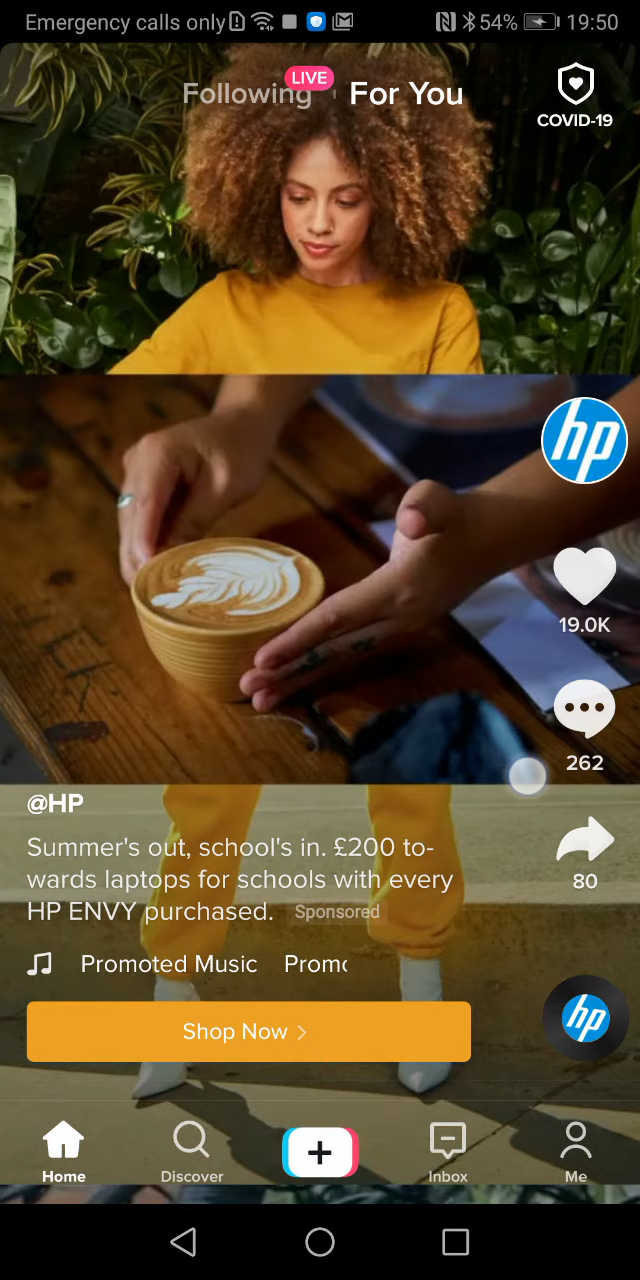 Emergency calls only
54%
19:50
LIVE
Following
For You
COVID-19
hp
19.0K
262
@HP
Summer's out, school's in. £200 to-
wards laptops for schools with every
HP ENVY purchased. Sponsored
80
Promoted Music
Shop Now
hp
Home
Discover
Inbox
Me